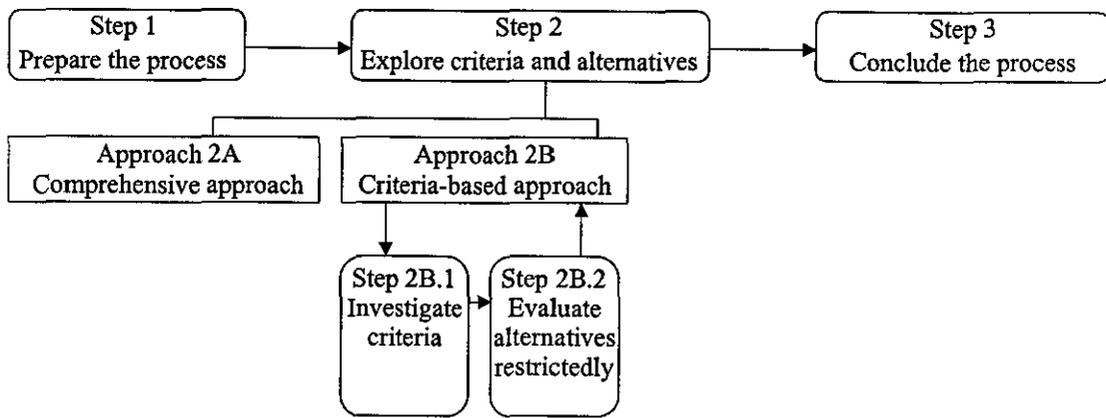 Step 1
Prepare the process
Step 2
Explore criteria and alternatives
Step 3
Conclude the process
Approach 2A
Comprehensive approach
Approach 2B
Criteria-based approach
Step 2B.1
Investigate
criteria
Step 2B.2
Evaluate
alternatives
restrictedly